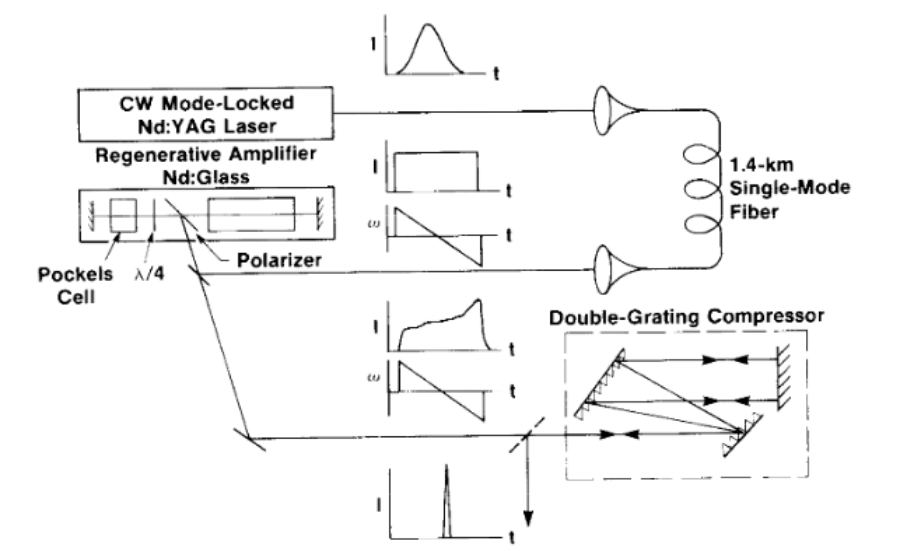 I
t
CW Mode-Locked
Nd:YAG Laser
Regenerative Amplifier
Nd:Glass
I
t
ω
t
1.4-km
Single-Mode
Fiber
Pockels
Cell
λ/4
Polarizer
I
t
ω
t
Double-Grating Compressor
I
t